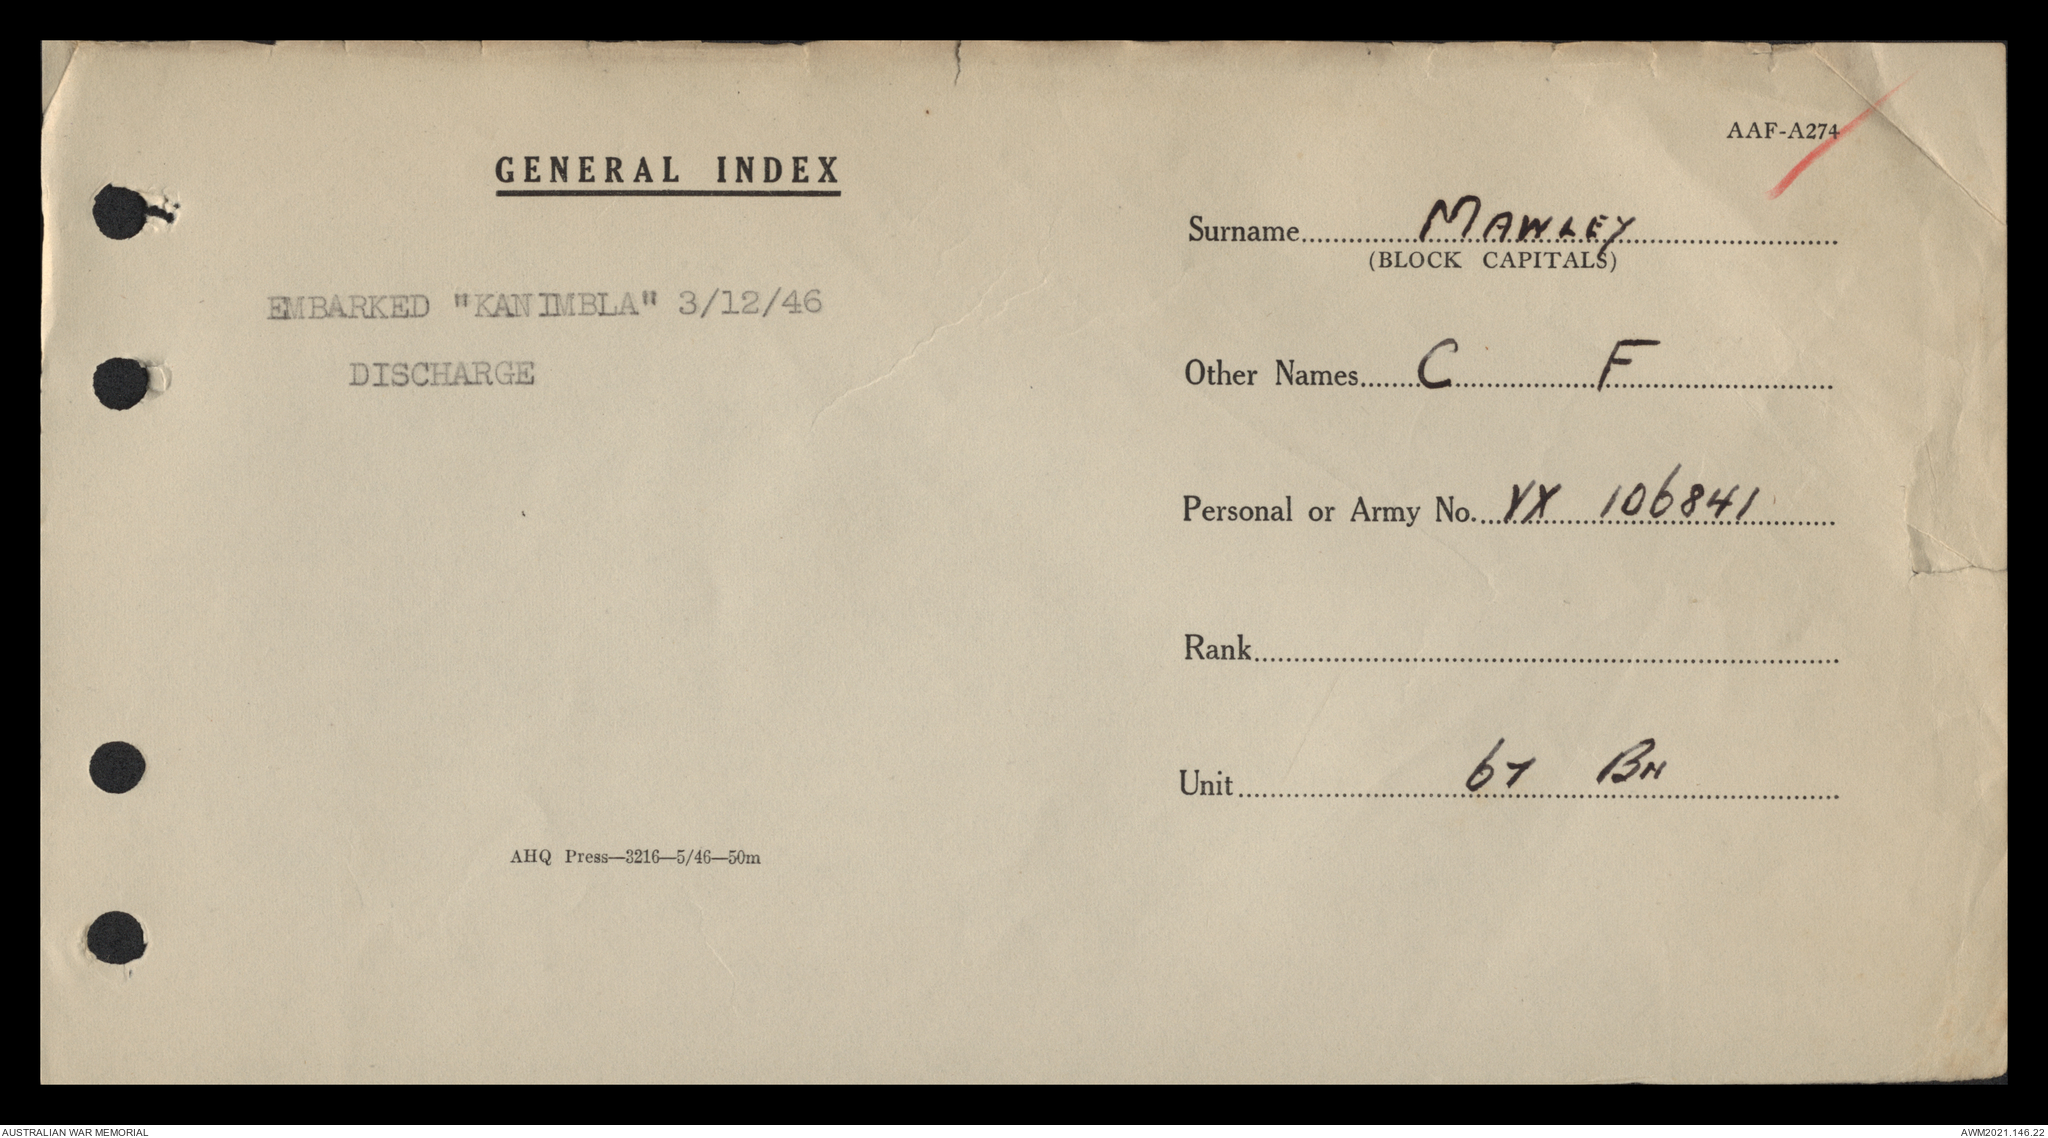 AAF-A274
GENERAL INDEX
Surname MAWLEY
(BLOCK CAPITALS)
EMBARKED "KANIMBLA" 3/12/46
DISCHARGE
Other Names C F
Personal or Army No. VX 106841
Rank
Unit 67 BN
AHQ Press—3216—5/46—50m
AUSTRALIAN WAR MEMORIAL
AWM2021.146.22